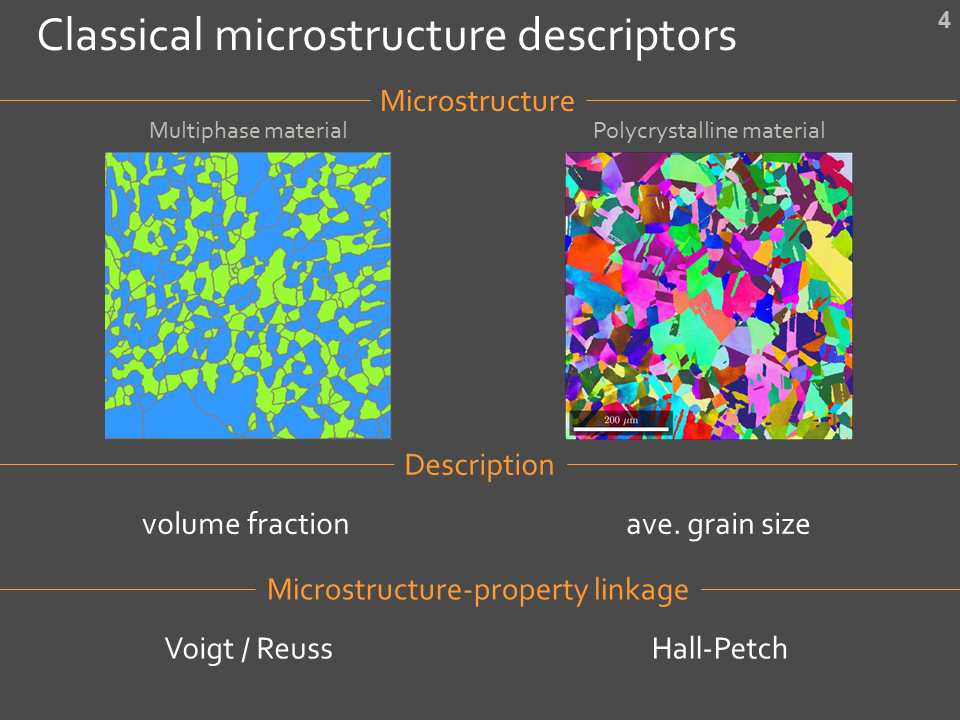 Classical microstructure descriptors
4
Microstructure
Multiphase material
Polycrystalline material
200 μm
Description
volume fraction
ave. grain size
Microstructure-property linkage
Voigt / Reuss
Hall-Petch